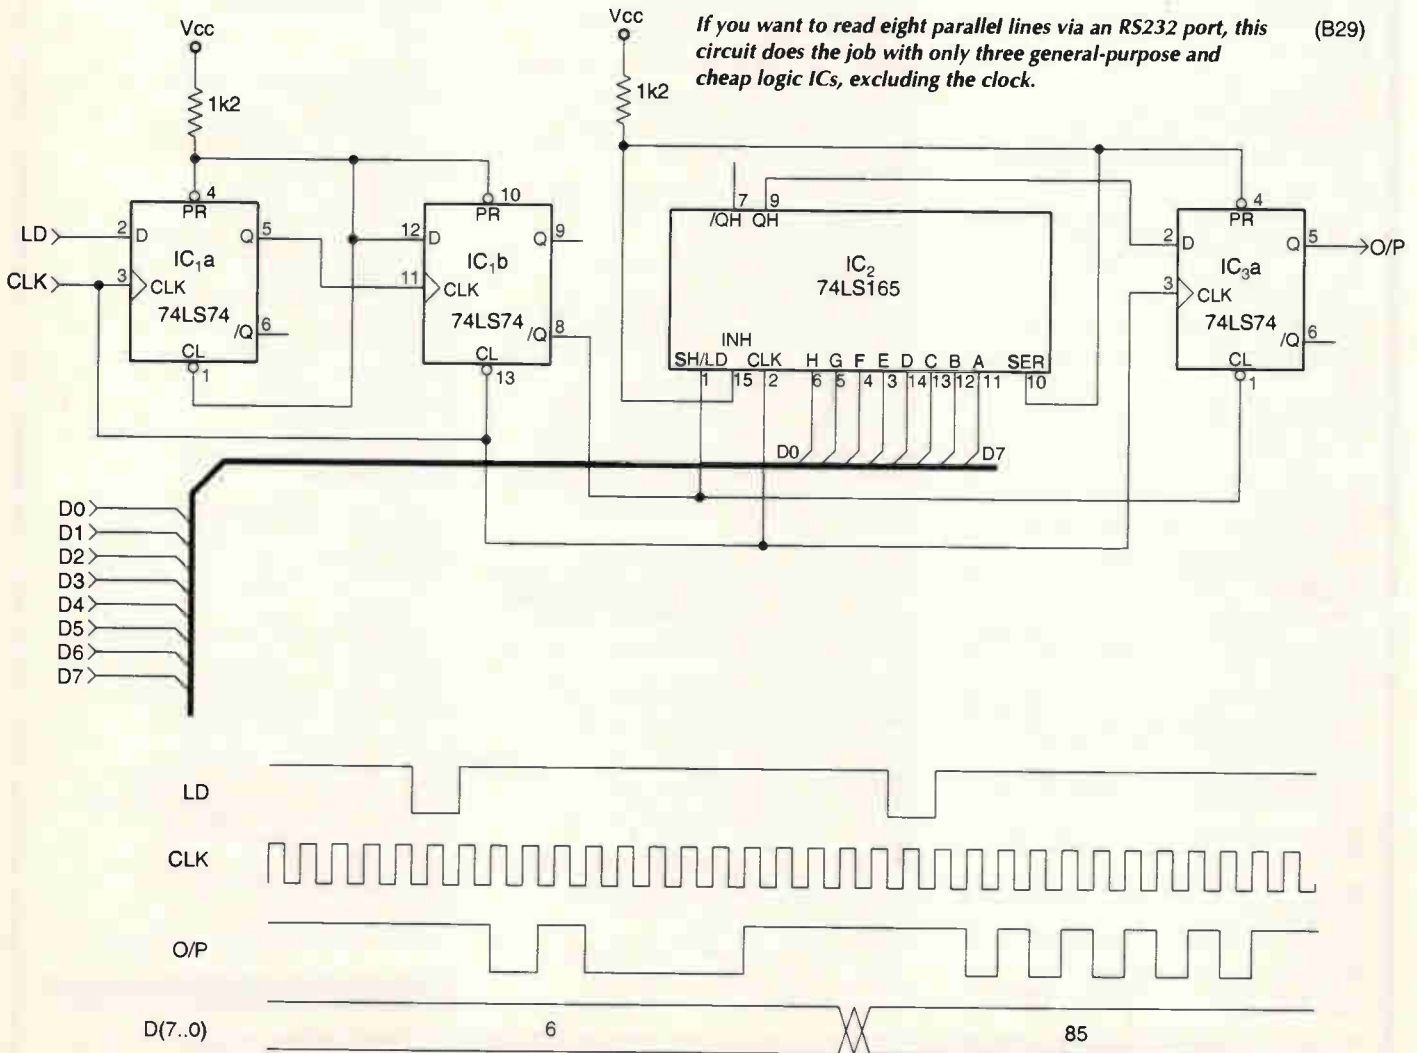 If you want to read eight parallel lines via an RS232 port, this
circuit does the job with only three general-purpose and
cheap logic ICs, excluding the clock.
(B29)
Vcc
1k2
Vcc
1k2
LD
CLK
2 D
3 CLK
4
PR
Q 5
IC1a
74LS74
/Q 6
CL
1
10
PR
12 D
11 CLK
Q 9
IC1b
74LS74
/Q 8
CL
13
7 9
/QH QH
IC2
74LS165
INH
SH/LD CLK H G F E D C B A SER
1 15 2 6 5 4 3 14 13 12 11 10
D0 D7
4
PR
2 D
3 CLK
Q 5
O/P
IC3a
74LS74
/Q 6
CL
1
D0
D1
D2
D3
D4
D5
D6
D7
LD
CLK
O/P
D(7..0) 6 85